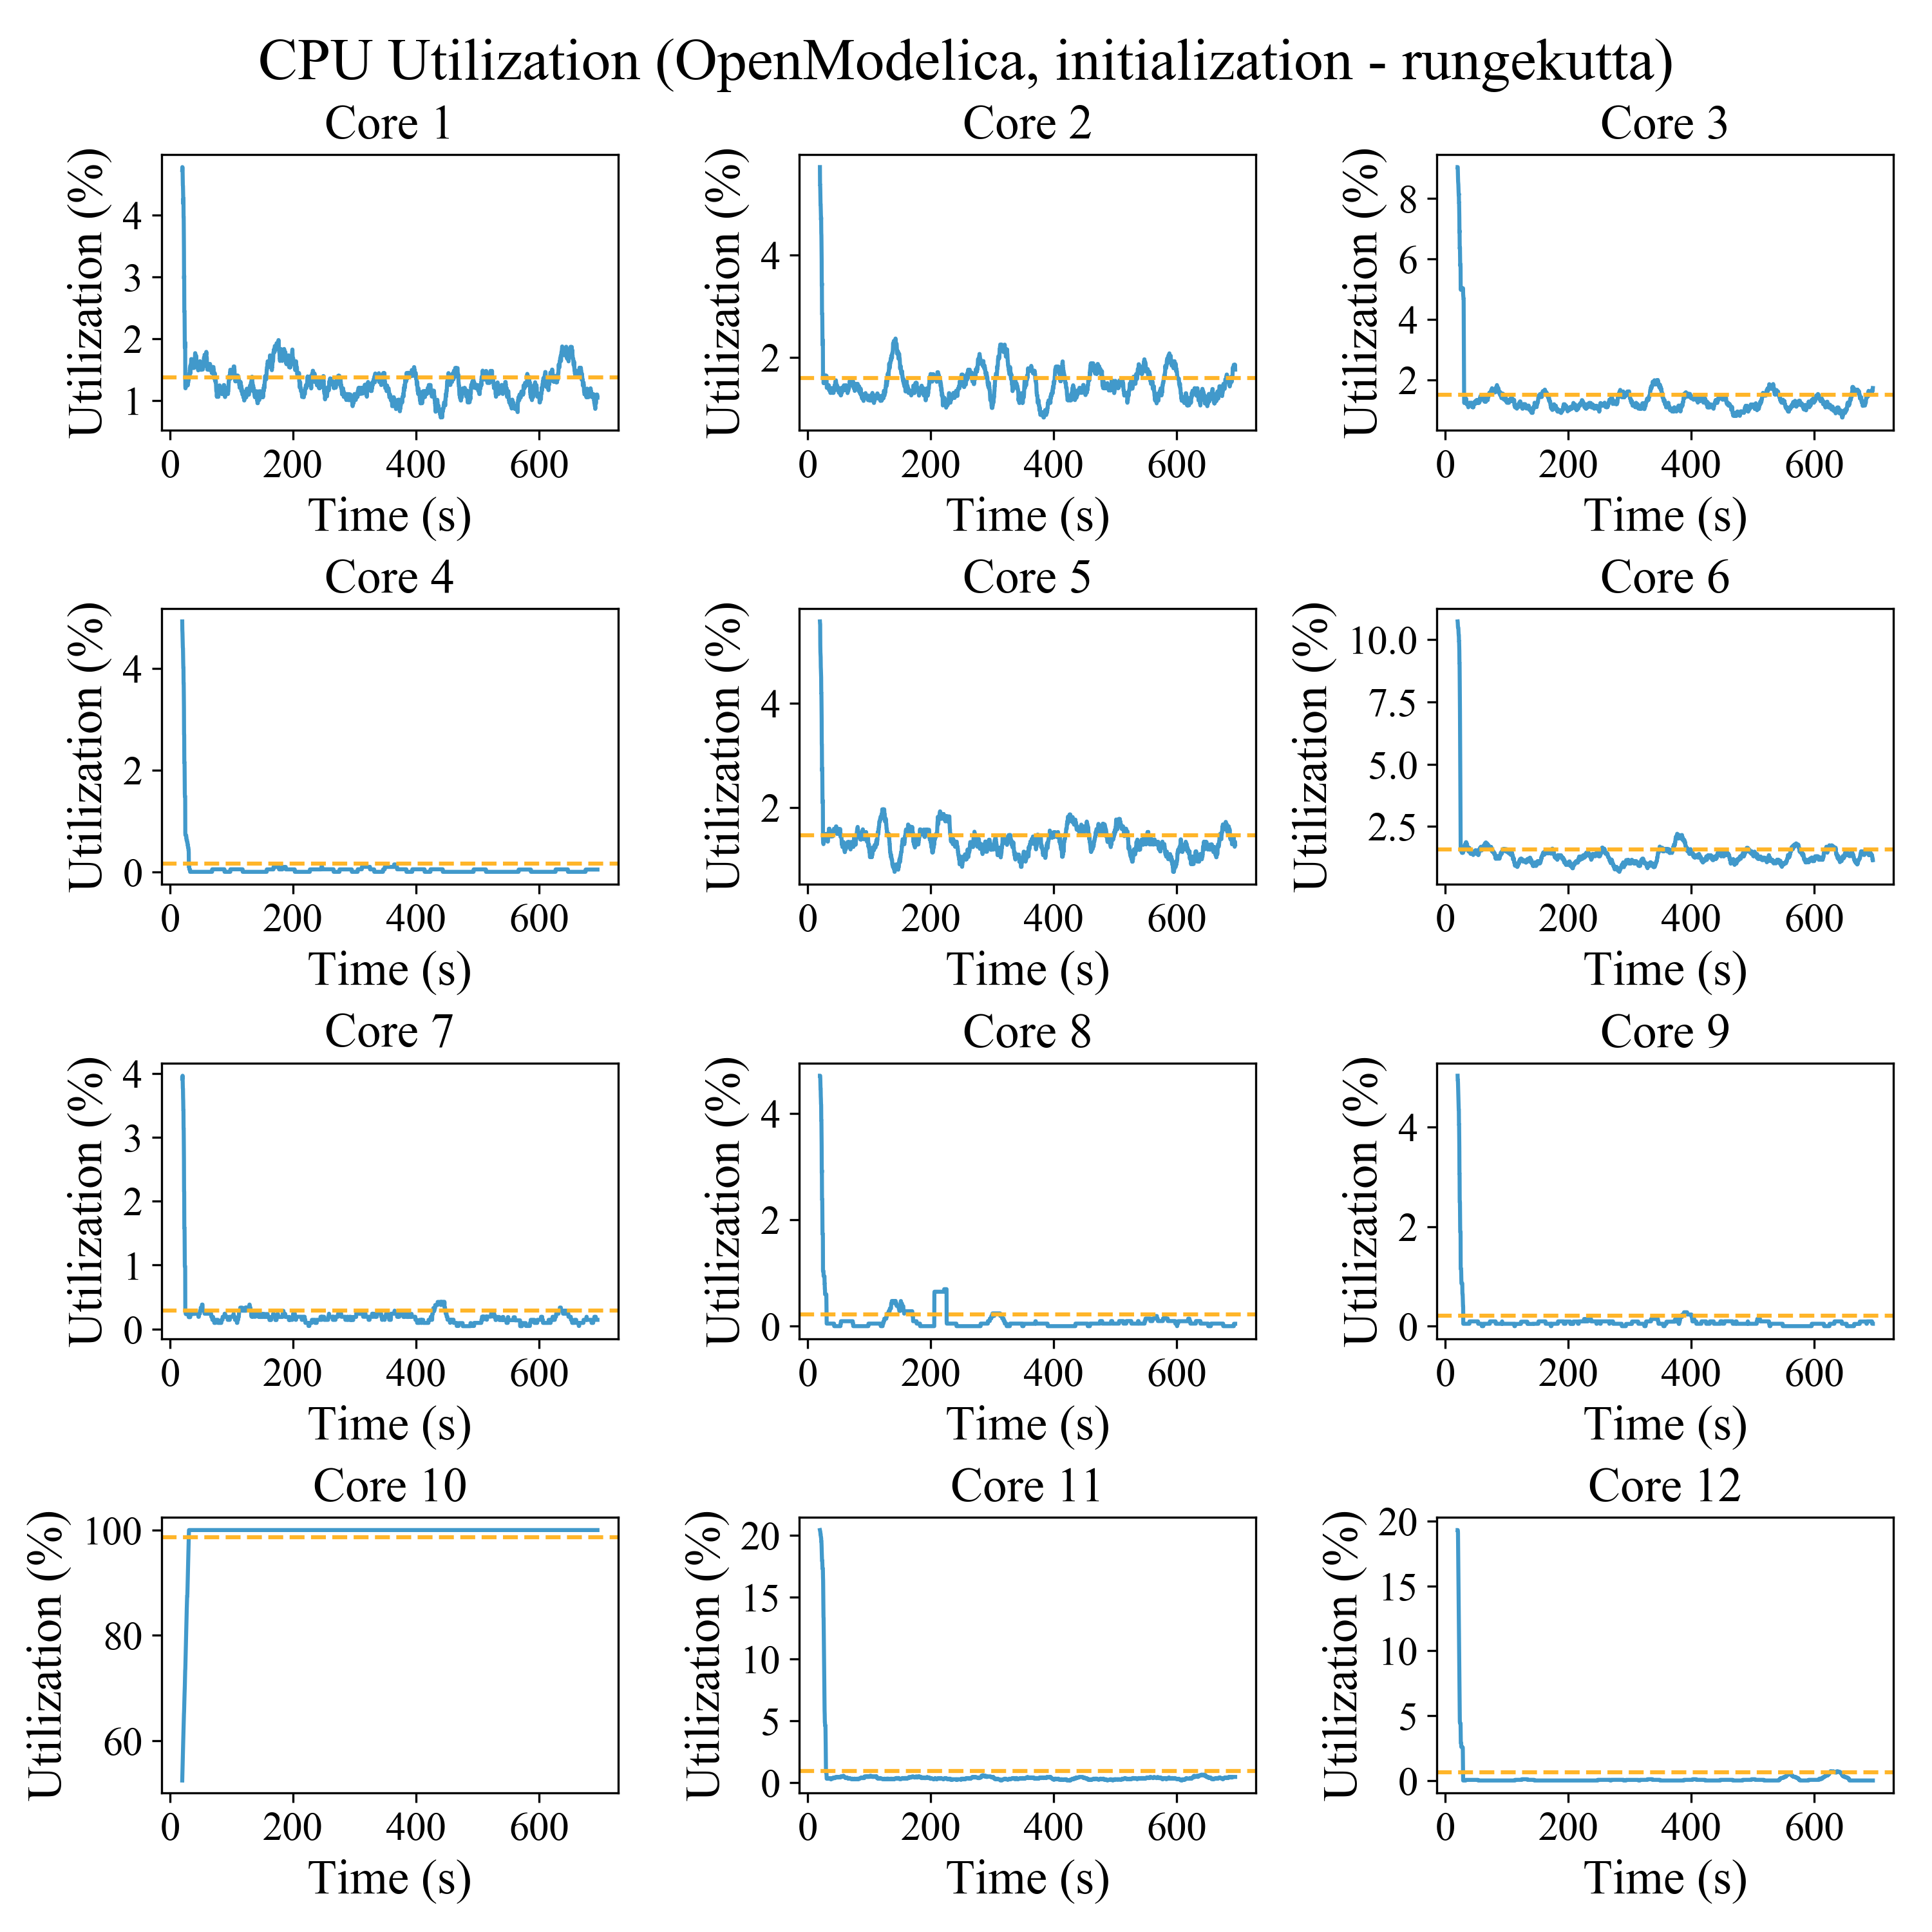 CPU Utilization (OpenModelica, initialization - rungekutta)
Core 1
Utilization (%)
4
3
2
1
0 200 400 600
Time (s)
Core 2
Utilization (%)
4
2
0 200 400 600
Time (s)
Core 3
Utilization (%)
8
6
4
2
0 200 400 600
Time (s)
Core 4
Utilization (%)
4
2
0
0 200 400 600
Time (s)
Core 5
Utilization (%)
4
2
0 200 400 600
Time (s)
Core 6
Utilization (%)
10.0
7.5
5.0
2.5
0 200 400 600
Time (s)
Core 7
Utilization (%)
4
3
2
1
0
0 200 400 600
Time (s)
Core 8
Utilization (%)
4
2
0
0 200 400 600
Time (s)
Core 9
Utilization (%)
4
2
0
0 200 400 600
Time (s)
Core 10
Utilization (%)
100
80
60
0 200 400 600
Time (s)
Core 11
Utilization (%)
20
15
10
5
0
0 200 400 600
Time (s)
Core 12
Utilization (%)
20
15
10
5
0
0 200 400 600
Time (s)